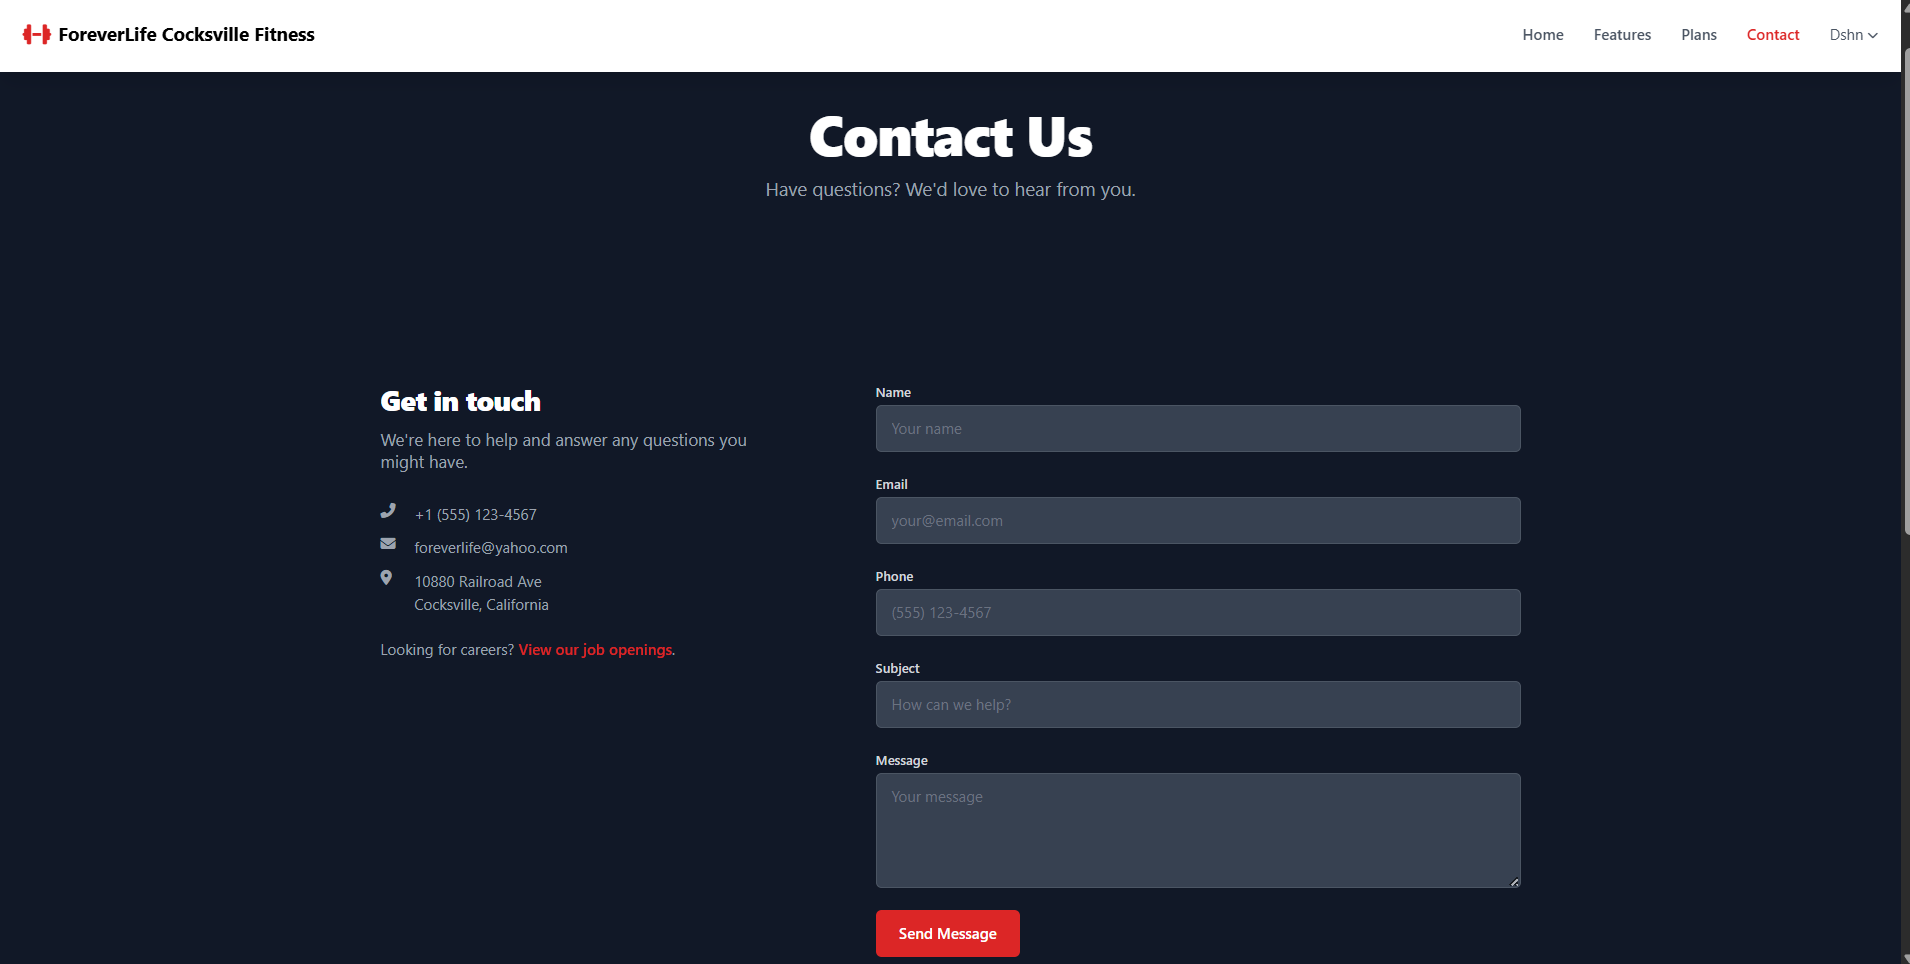 ForeverLife Cocksville Fitness
Home Features Plans Contact Dshn
Contact Us
Have questions? We'd love to hear from you.
Get in touch
We're here to help and answer any questions you
might have.
+1 (555) 123-4567
foreverlife@yahoo.com
10880 Railroad Ave
Cocksville, California
Looking for careers? View our job openings.
Name
Your name
Email
your@email.com
Phone
(555) 123-4567
Subject
How can we help?
Message
Your message
Send Message